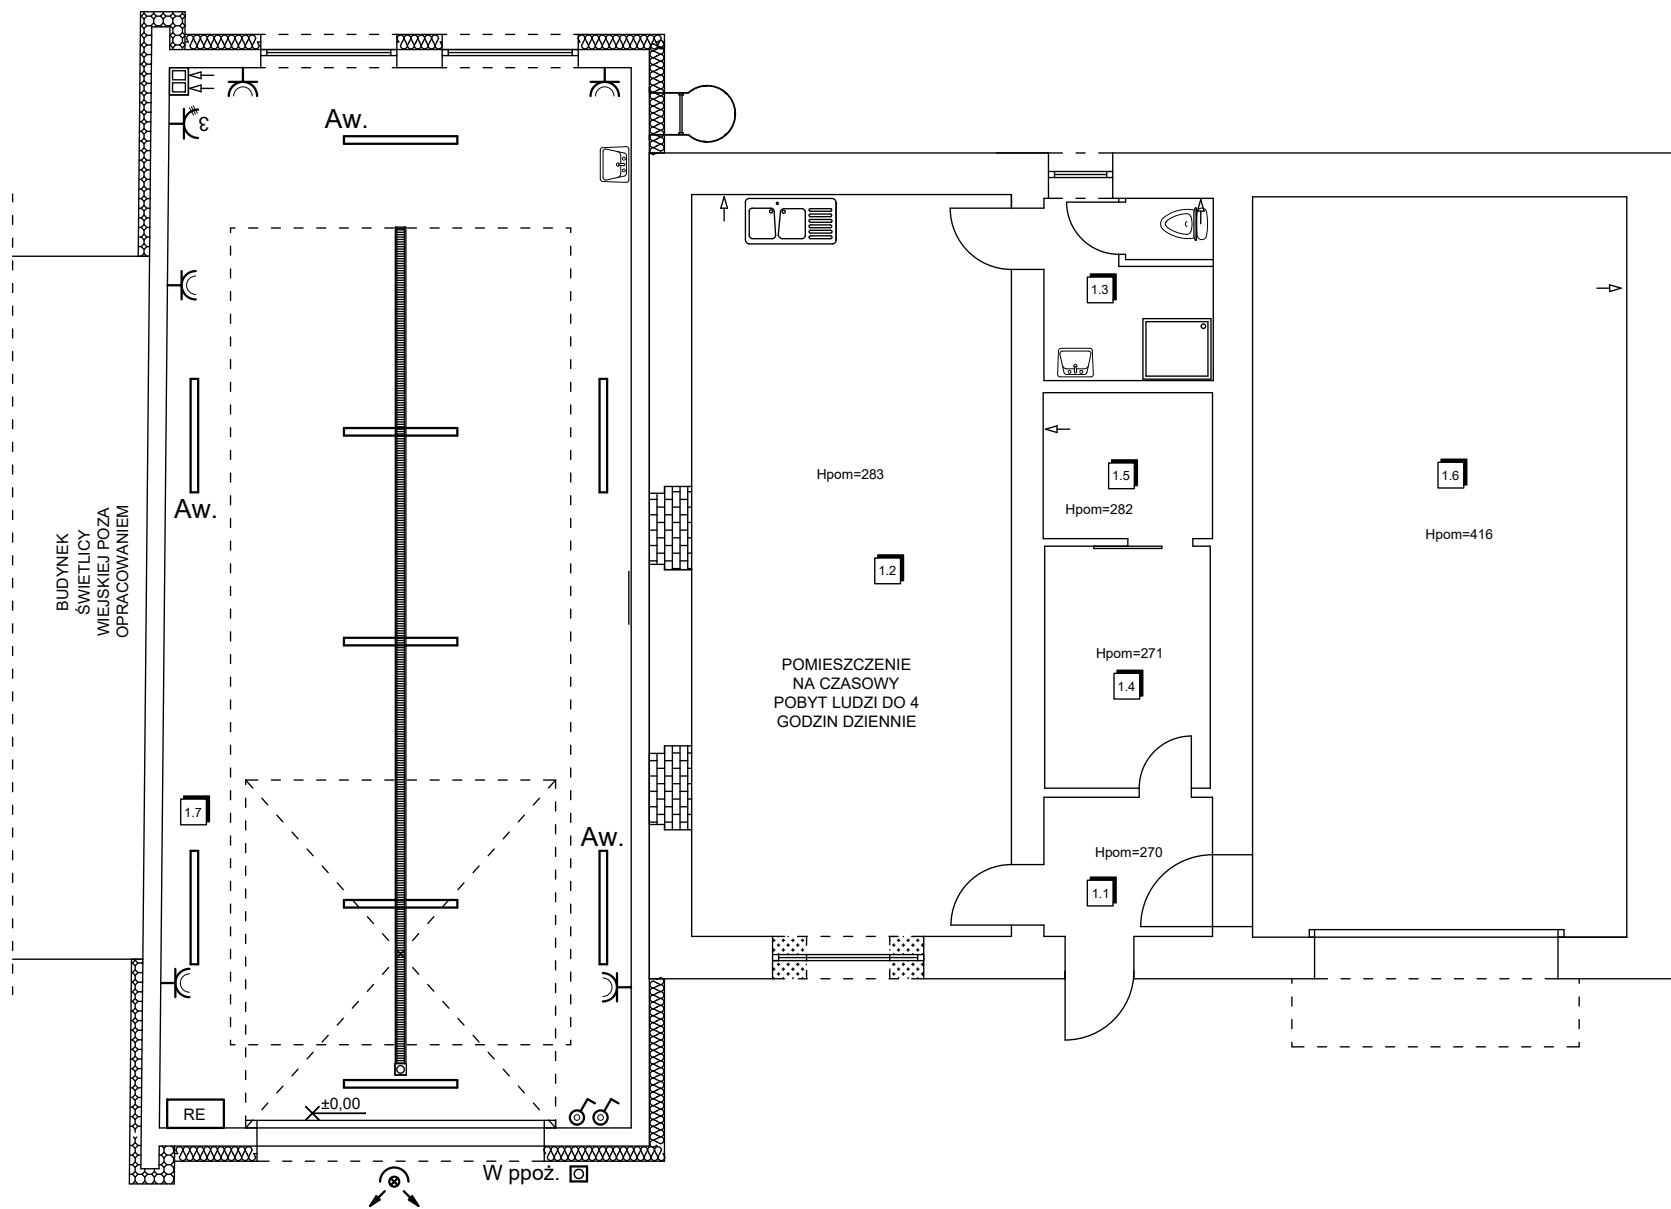 Aw.
3
1.3
Hpom=283
1.5
Hpom=282
1.6
Hpom=416
Aw.
BUDYNEK
ŚWIETLICY
WIEJSKIEJ POZA
OPRACOWANIEM
1.2
POMIESZCZENIE
NA CZASOWY
POBYT LUDZI DO 4
GODZIN DZIENNIE
Hpom=271
1.4
1.7
Aw.
Hpom=270
1.1
RE
±0,00
W ppoż.